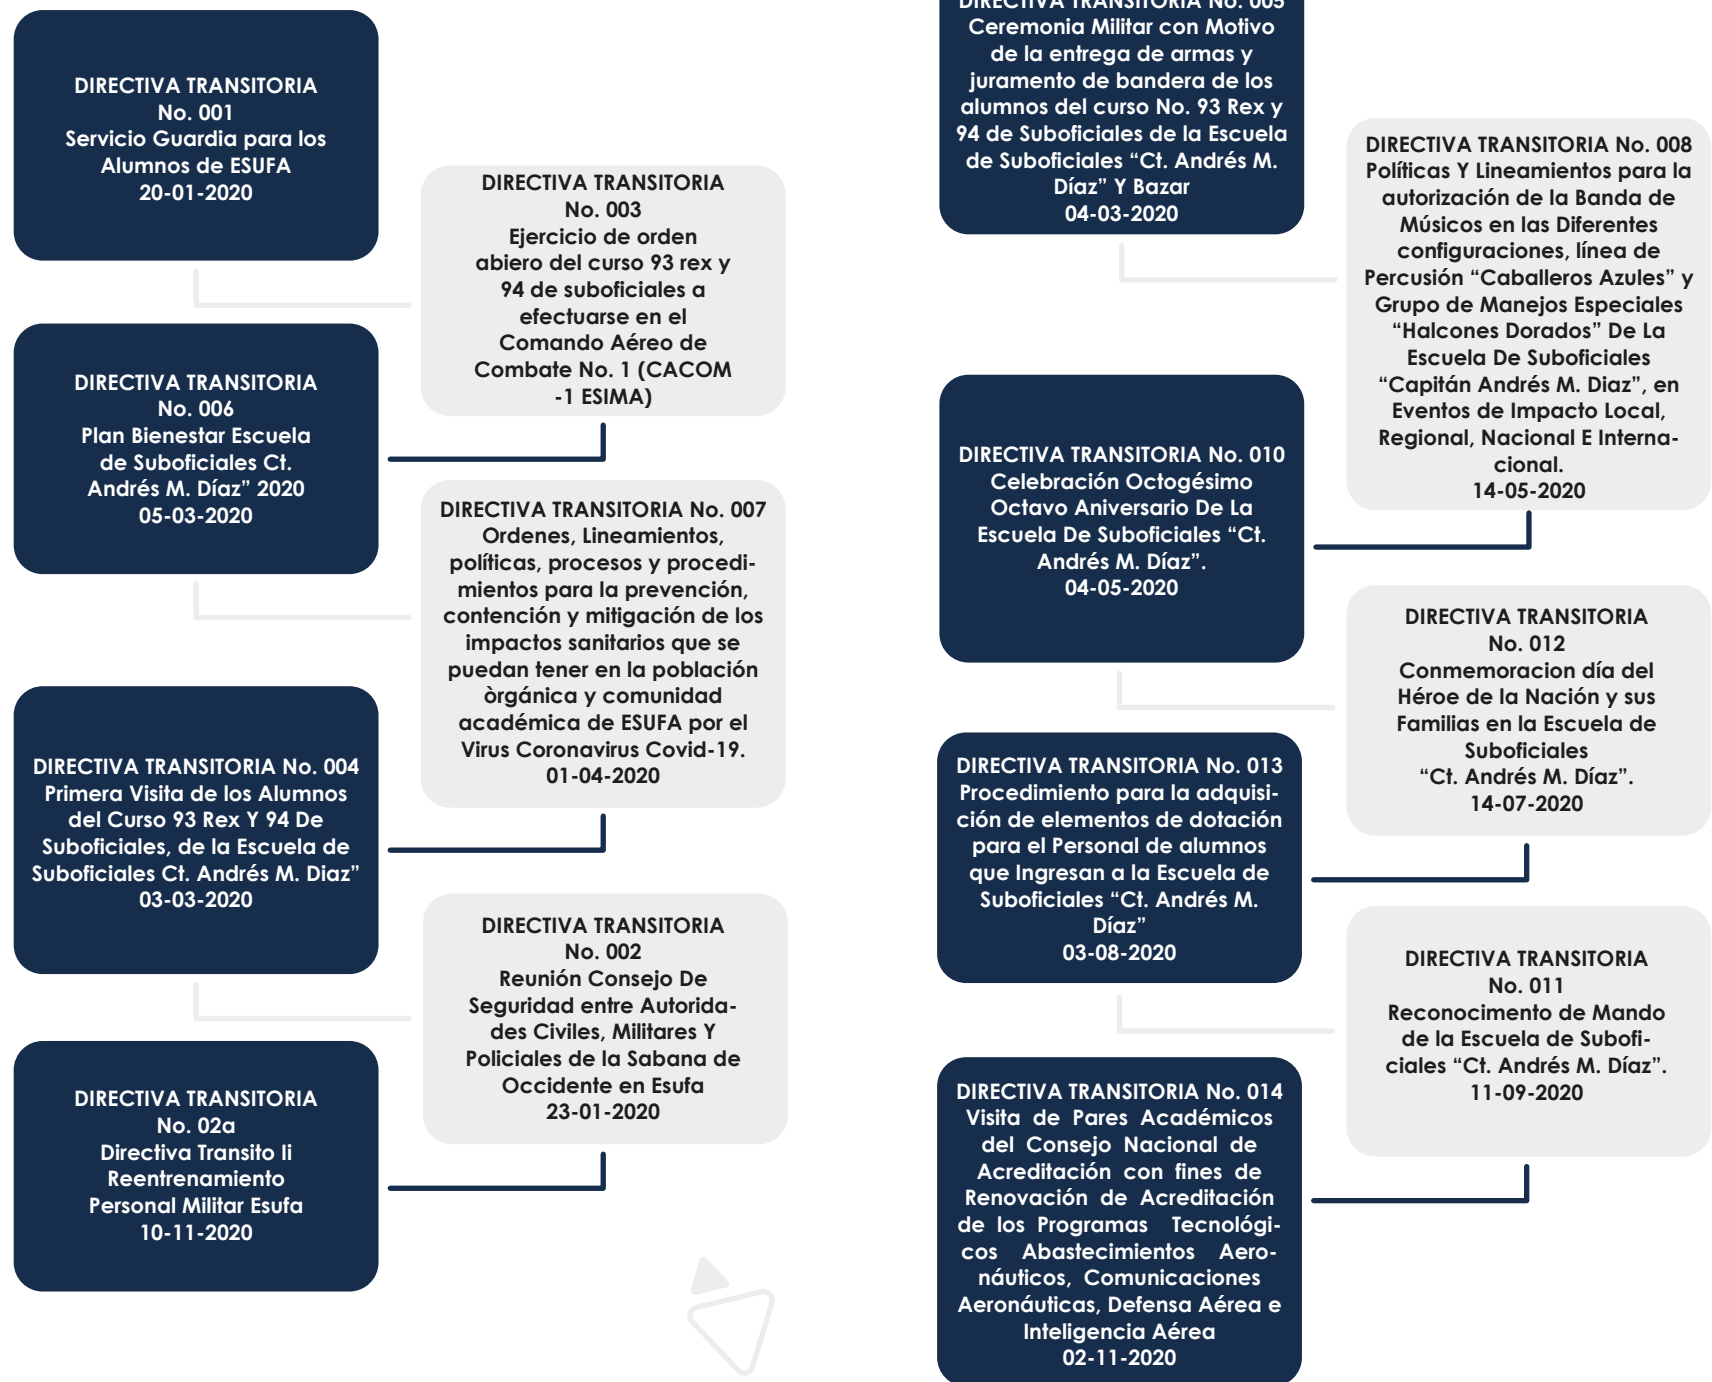 DIRECTIVA TRANSITORIA
No. 001
Servicio Guardia para los
Alumnos de ESUFA
20-01-2020
DIRECTIVA TRANSITORIA
No. 003
Ejercicio de orden
abiero del curso 93 rex y
94 de suboficiales a
efectuarse en el
Comando Aéreo de
Combate No. 1 (CACOM
-1 ESIMA)
DIRECTIVA TRANSITORIA
No. 006
Plan Bienestar Escuela
de Suboficiales Ct.
Andrés M. Díaz” 2020
05-03-2020
DIRECTIVA TRANSITORIA No. 007
Ordenes, Lineamientos,
políticas, procesos y procedi-
mientos para la prevención,
contención y mitigación de los
impactos sanitarios que se
puedan tener en la población
òrgánica y comunidad
académica de ESUFA por el
Virus Coronavirus Covid-19.
01-04-2020
DIRECTIVA TRANSITORIA No. 004
Primera Visita de los Alumnos
del Curso 93 Rex Y 94 De
Suboficiales, de la Escuela de
Suboficiales Ct. Andrés M. Diaz”
03-03-2020
DIRECTIVA TRANSITORIA
No. 002
Reunión Consejo De
Seguridad entre Autorida-
des Civiles, Militares Y
Policiales de la Sabana de
Occidente en Esufa
23-01-2020
DIRECTIVA TRANSITORIA
No. 02a
Directiva Transito Ii
Reentrenamiento
Personal Militar Esufa
10-11-2020
DIRECTIVA TRANSITORIA No. 005
Ceremonia Militar con Motivo
de la entrega de armas y
juramento de bandera de los
alumnos del curso No. 93 Rex y
94 de Suboficiales de la Escuela
de Suboficiales “Ct. Andrés M.
Díaz” Y Bazar
04-03-2020
DIRECTIVA TRANSITORIA No. 008
Políticas Y Lineamientos para la
autorización de la Banda de
Músicos en las Diferentes
configuraciones, línea de
Percusión “Caballeros Azules” y
Grupo de Manejos Especiales
“Halcones Dorados” De La
Escuela De Suboficiales
“Capitán Andrés M. Diaz”, en
Eventos de Impacto Local,
Regional, Nacional E Interna-
cional.
14-05-2020
DIRECTIVA TRANSITORIA No. 010
Celebración Octogésimo
Octavo Aniversario De La
Escuela De Suboficiales “Ct.
Andrés M. Díaz”.
04-05-2020
DIRECTIVA TRANSITORIA
No. 012
Conmemoracion día del
Héroe de la Nación y sus
Familias en la Escuela de
Suboficiales
“Ct. Andrés M. Díaz”.
14-07-2020
DIRECTIVA TRANSITORIA No. 013
Procedimiento para la adquisi-
ción de elementos de dotación
para el Personal de alumnos
que Ingresan a la Escuela de
Suboficiales “Ct. Andrés M.
Díaz”
03-08-2020
DIRECTIVA TRANSITORIA
No. 011
Reconocimento de Mando
de la Escuela de Subofi-
ciales “Ct. Andrés M. Díaz”.
11-09-2020
DIRECTIVA TRANSITORIA No. 014
Visita de Pares Académicos
del Consejo Nacional de
Acreditación con fines de
Renovación de Acreditación
de los Programas Tecnológi-
cos Abastecimientos Aero-
náuticos, Comunicaciones
Aeronáuticas, Defensa Aérea e
Inteligencia Aérea
02-11-2020